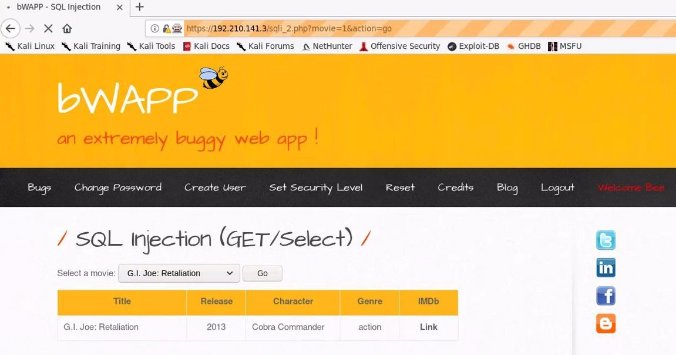 bWAPP - SQL Injection
https://192.210.141.3/sqli_2.php?movie=1&action=go
Kali Linux Kali Training Kali Tools Kali Docs Kali Forums NetHunter Offensive Security Exploit-DB GHDB MSFU
bWAPP
an extremely buggy web app !
Bugs Change Password Create User Set Security Level Reset Credits Blog Logout Welcome Bee
/ SQL Injection (GET/Select) /
Select a movie: G.I. Joe: Retaliation Go
Title Release Character Genre IMDb
G.I. Joe: Retaliation 2013 Cobra Commander action Link